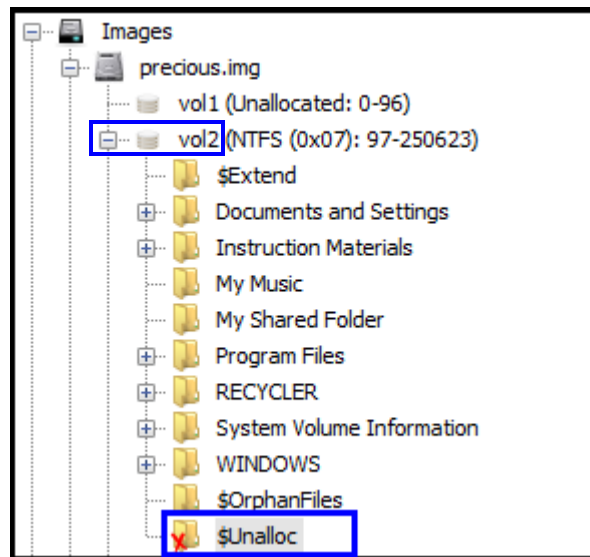 Images
precious.img
vol1 (Unallocated: 0-96)
vol2 (NTFS (0x07): 97-250623)
$Extend
Documents and Settings
Instruction Materials
My Music
My Shared Folder
Program Files
RECYCLER
System Volume Information
WINDOWS
$OrphanFiles
$Unalloc